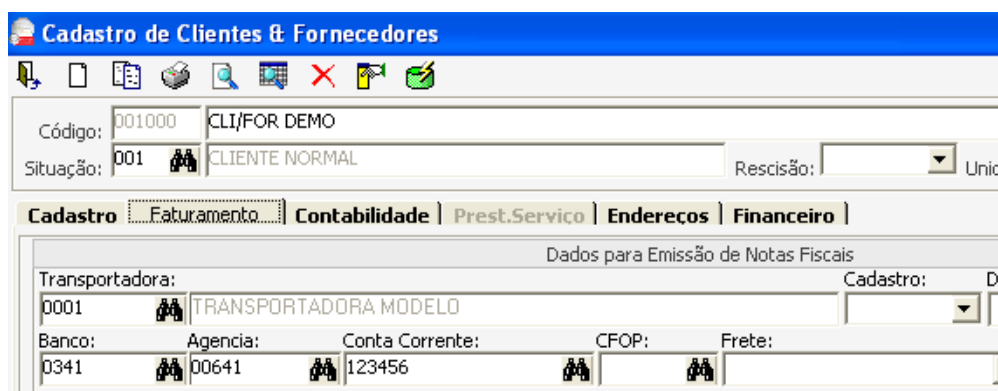 Cadastro de Clientes & Fornecedores
Código: 001000 CLI/FOR DEMO
Situação: 001 CLIENTE NORMAL Rescisão: Unid
Cadastro Faturamento Contabilidade Prest.Serviço Endereços Financeiro
Dados para Emissão de Notas Fiscais
Transportadora: Cadastro: D
0001 TRANSPORTADORA MODELO
Banco: Agencia: Conta Corrente: CFOP: Frete:
0341 00641 123456